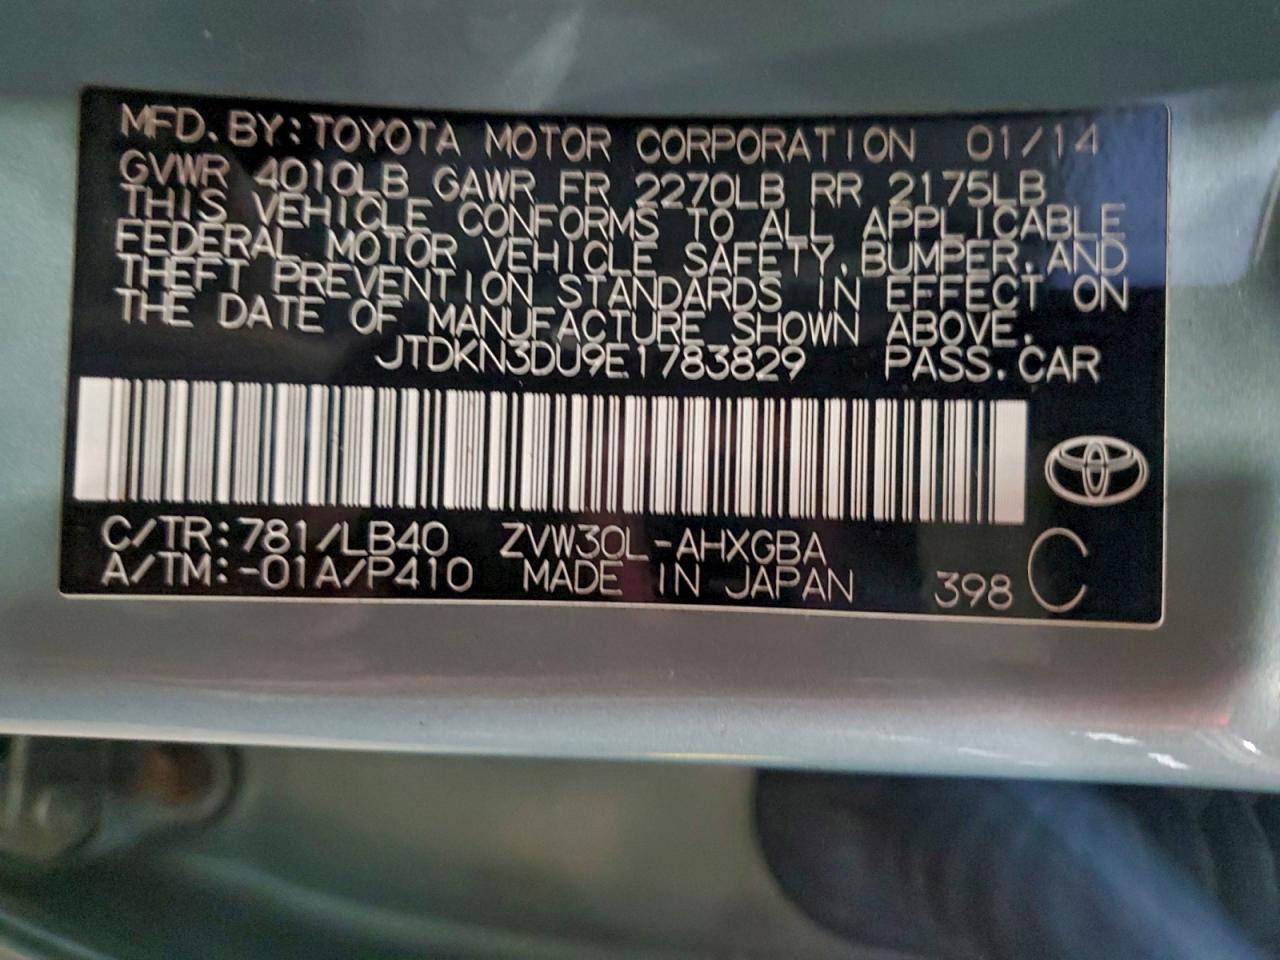 MFD. BY: TOYOTA MOTOR CORPORATION 01/14
GVWR 4010LB GAWR FR 2270LB RR 2175LB
THIS VEHICLE CONFORMS TO ALL APPLICABLE
FEDERAL MOTOR VEHICLE SAFETY, BUMPER, AND
THEFT PREVENTION STANDARDS IN EFFECT ON
THE DATE OF MANUFACTURE SHOWN ABOVE.
JTDKN3DU9E1783829 PASS. CAR
C/TR: 781/LB40 ZVW30L-AHXGBA
A/TM: -01A/P410 MADE IN JAPAN 398 C